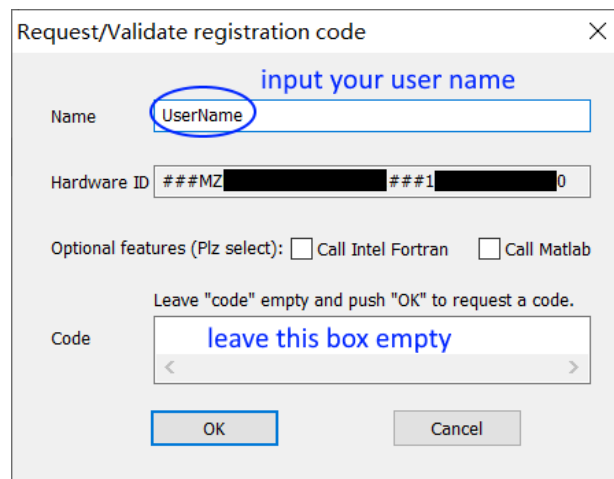 Request/Validate registration code
input your user name
Name UserName
Hardware ID ###MZ ###1 0
Optional features (Plz select): Call Intel Fortran Call Matlab
Leave "code" empty and push "OK" to request a code.
Code leave this box empty
OK Cancel